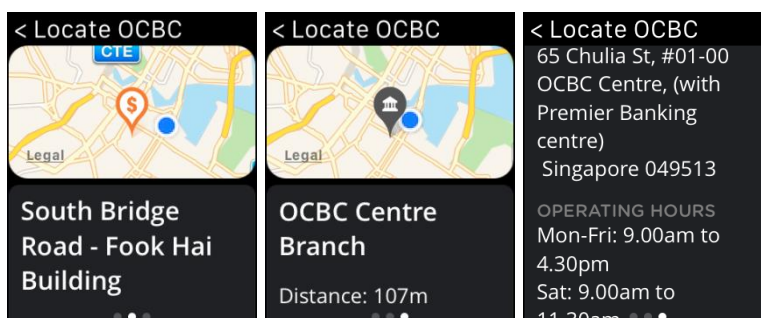 < Locate OCBC
CTE
$
Legal
South Bridge
Road - Fook Hai
Building
< Locate OCBC
Legal
OCBC Centre
Branch
Distance: 107m
< Locate OCBC
65 Chulia St, #01-00
OCBC Centre, (with
Premier Banking
centre)
Singapore 049513
OPERATING HOURS
Mon-Fri: 9.00am to
4.30pm
Sat: 9.00am to
11.30am